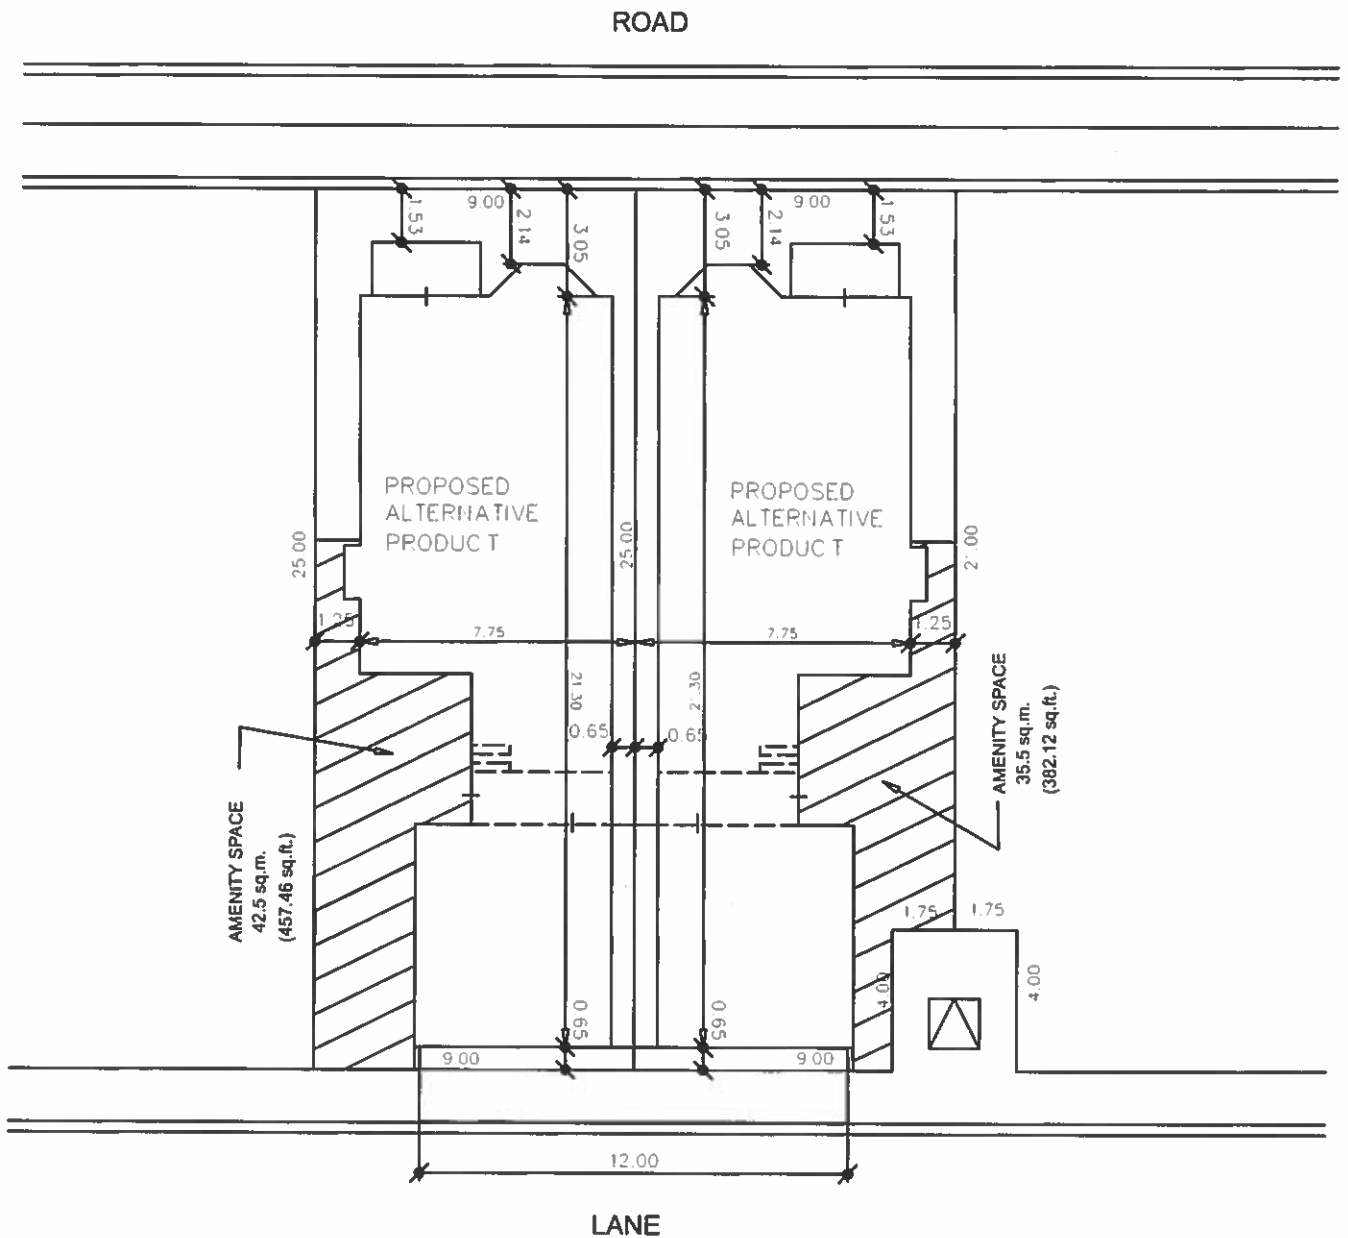 ROAD
9.00
9.00
1.53
2.14
3.05
3.05
2.14
1.53
PROPOSED
ALTERNATIVE
PRODUCT
PROPOSED
ALTERNATIVE
PRODUCT
25.00
25.00
1.25
7.75
7.75
1.25
21.30
0.65
0.65
AMENITY SPACE
42.5 sq.m.
(457.46 sq.ft.)
AMENITY SPACE
35.5 sq.m.
(382.12 sq.ft.)
1.75
1.75
4.00
4.00
0.65
0.65
9.00
9.00
12.00
LANE